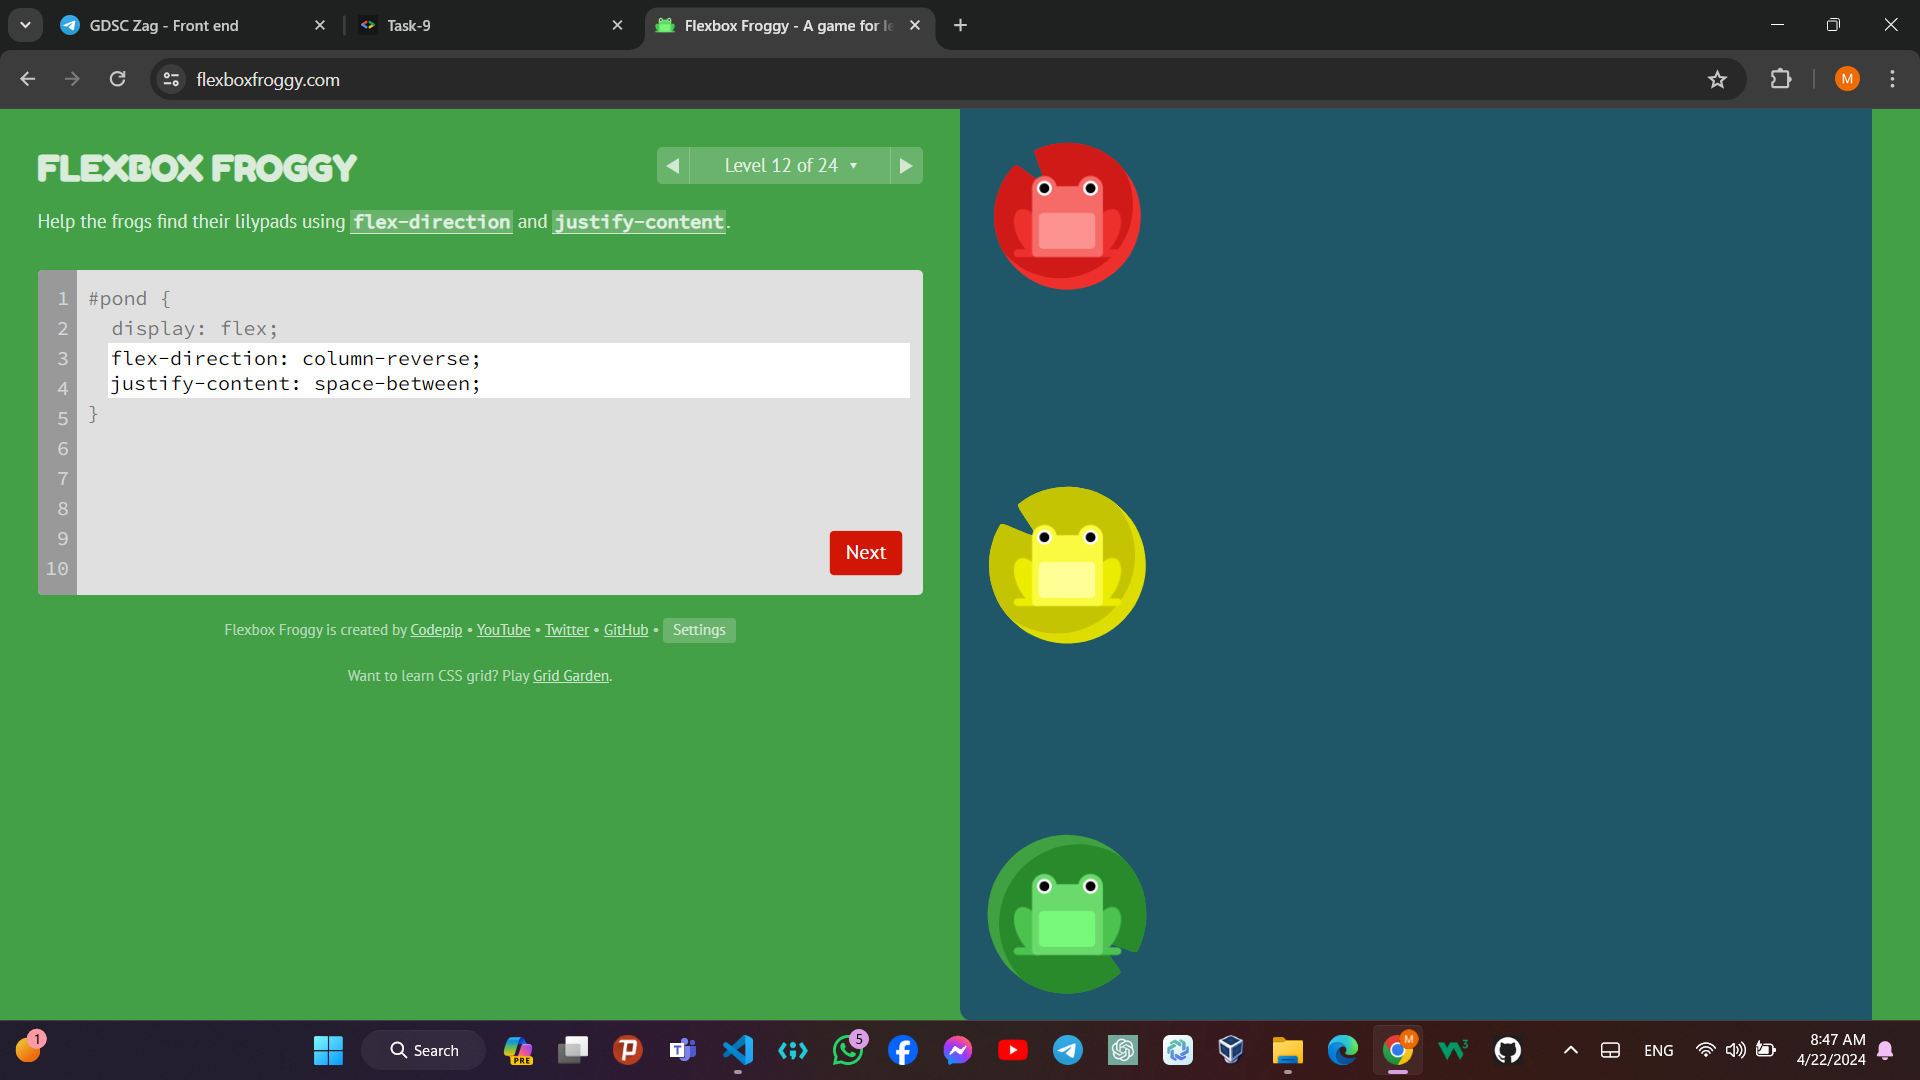 GDSC Zag - Front end
Task-9
Flexbox Froggy - A game for le
flexboxfroggy.com
M
FLEXBOX FROGGY
Level 12 of 24
Help the frogs find their lilypads using flex-direction and justify-content.
1 #pond {
2 display: flex;
3 flex-direction: column-reverse;
4 justify-content: space-between;
5 }
6
7
8
9
10
Next
Flexbox Froggy is created by Codepip • YouTube • Twitter • GitHub • Settings
Want to learn CSS grid? Play Grid Garden.
1
Search
PRE
5
M
3
ENG
8:47 AM
4/22/2024